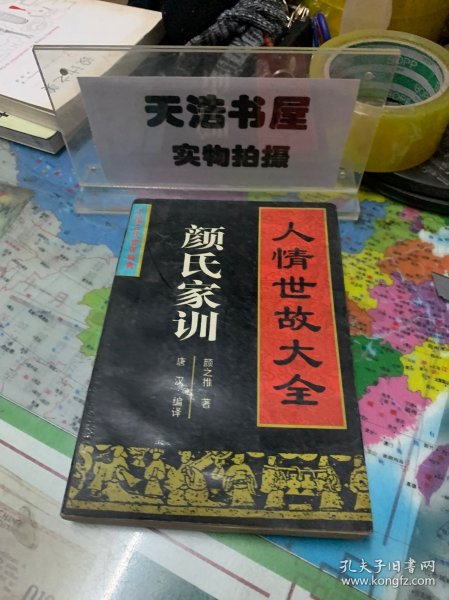 天浩书屋
实物拍摄
人情世故大全
颜氏家训
颜之推 著
唐汉 编译
孔夫子旧书网
www.kongfz.com